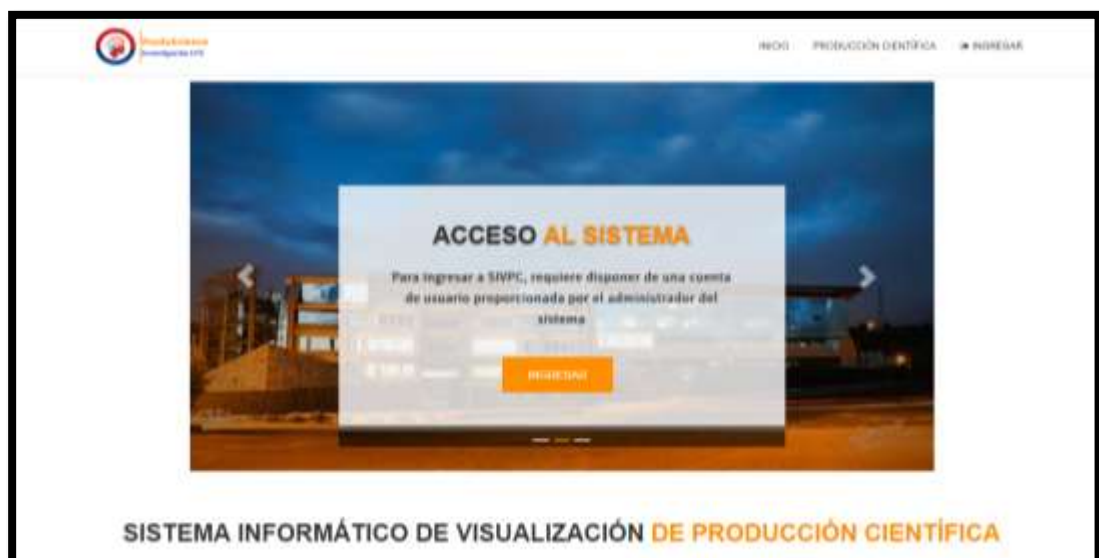 INICIO PRODUCCIÓN CIENTÍFICA INGRESAR
ACCESO AL SISTEMA
Para ingresar a SIVPC, requiere disponer de una cuenta
de usuario proporcionada por el administrador del
sistema
INGRESAR
SISTEMA INFORMÁTICO DE VISUALIZACIÓN DE PRODUCCIÓN CIENTÍFICA